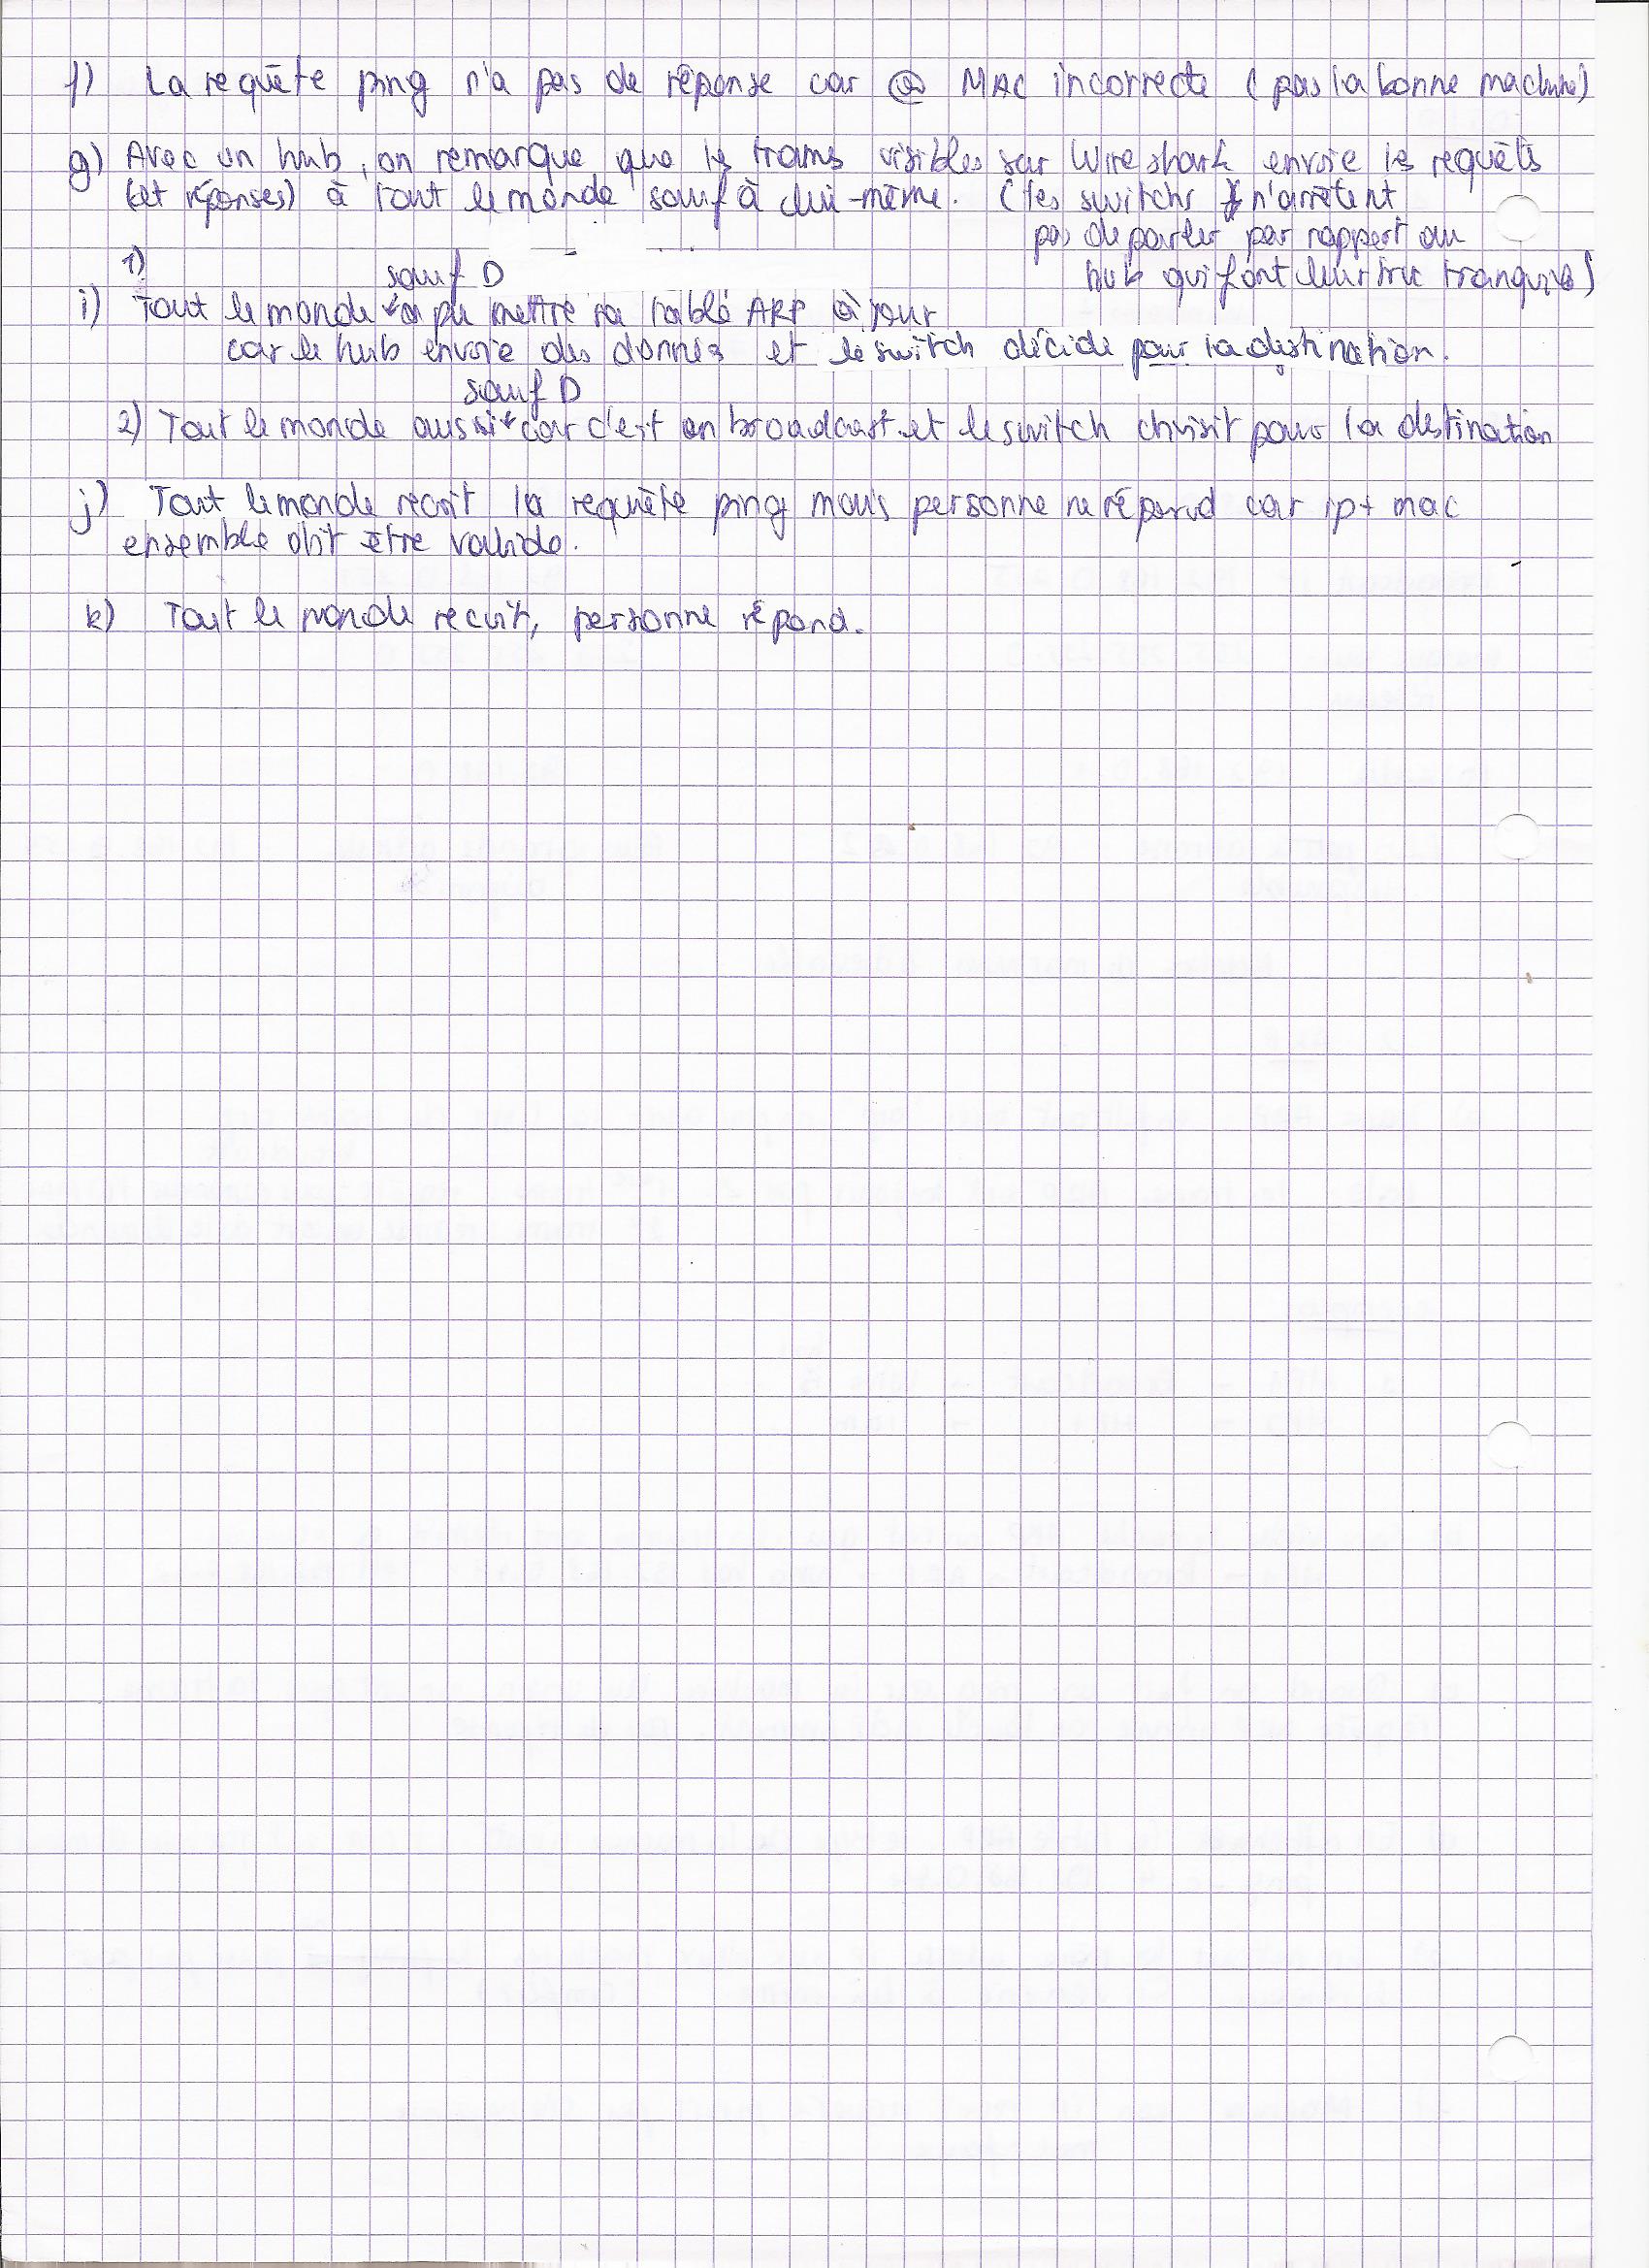 f) La requête ping n'a pas de réponse car @ MAC incorrecte (pas la bonne machine)
g) Avec un hub, on remarque que les trams visibles sur Wireshark envoie les requêts
(et réponses) à tout le monde sauf à lui-même. (les switchs n'arrêtent
pas de parler par rapport au
hub qui font leur truc tranquile)
1)
sauf D
i) Tout le monde a pu mettre sa table ARP à jour
car le hub envoie des données et le switch décide pour la destination.
sauf D
2) Tout le monde aussi car c'est en broadcast et le switch choisit pour la destination
j) Tout le monde recoit la requête ping mais personne ne répond car ip+ mac
ensemble doit être valide.
k) Tout le monde recoit, personne répond.